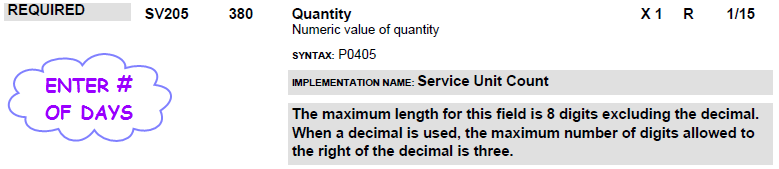 REQUIRED SV205 380 Quantity X 1 R 1/15
Numeric value of quantity
SYNTAX: P0405
ENTER #
OF DAYS
IMPLEMENTATION NAME: Service Unit Count
The maximum length for this field is 8 digits excluding the decimal.
When a decimal is used, the maximum number of digits allowed to
the right of the decimal is three.